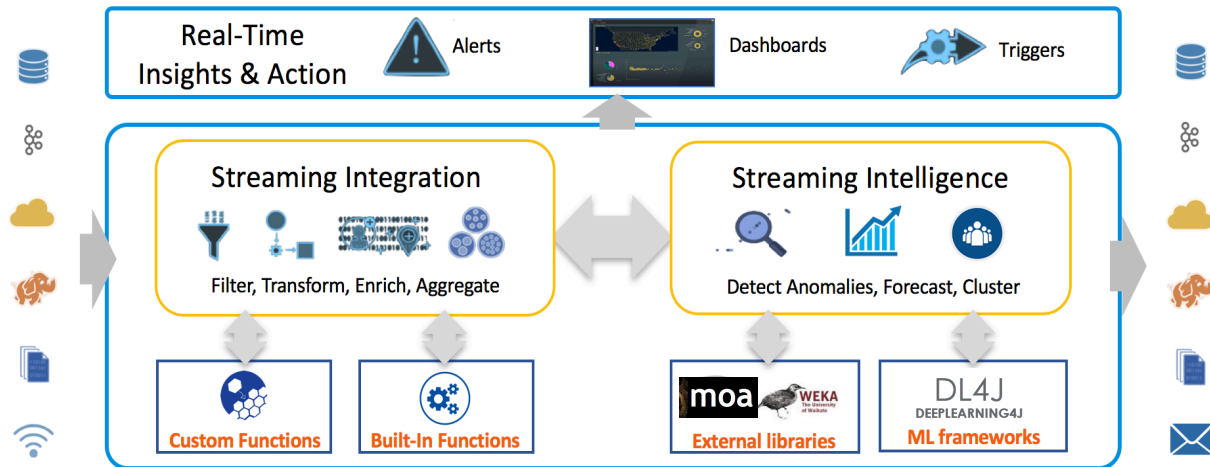 Real-Time
Insights & Action
Alerts
Dashboards
Triggers
Streaming Integration
Streaming Intelligence
Filter, Transform, Enrich, Aggregate
Detect Anomalies, Forecast, Cluster
Custom Functions
Built-In Functions
moa
WEKA
The University
of Waikato
External libraries
DL4J
DEEPLEARNING4J
ML frameworks